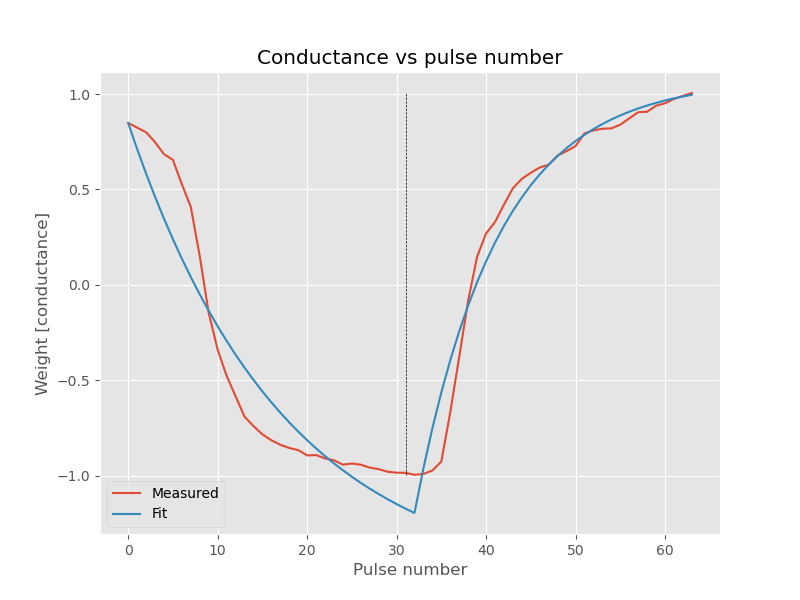 Conductance vs pulse number
Weight [conductance]
1.0
0.5
0.0
−0.5
−1.0
Measured
Fit
0 10 20 30 40 50 60
Pulse number